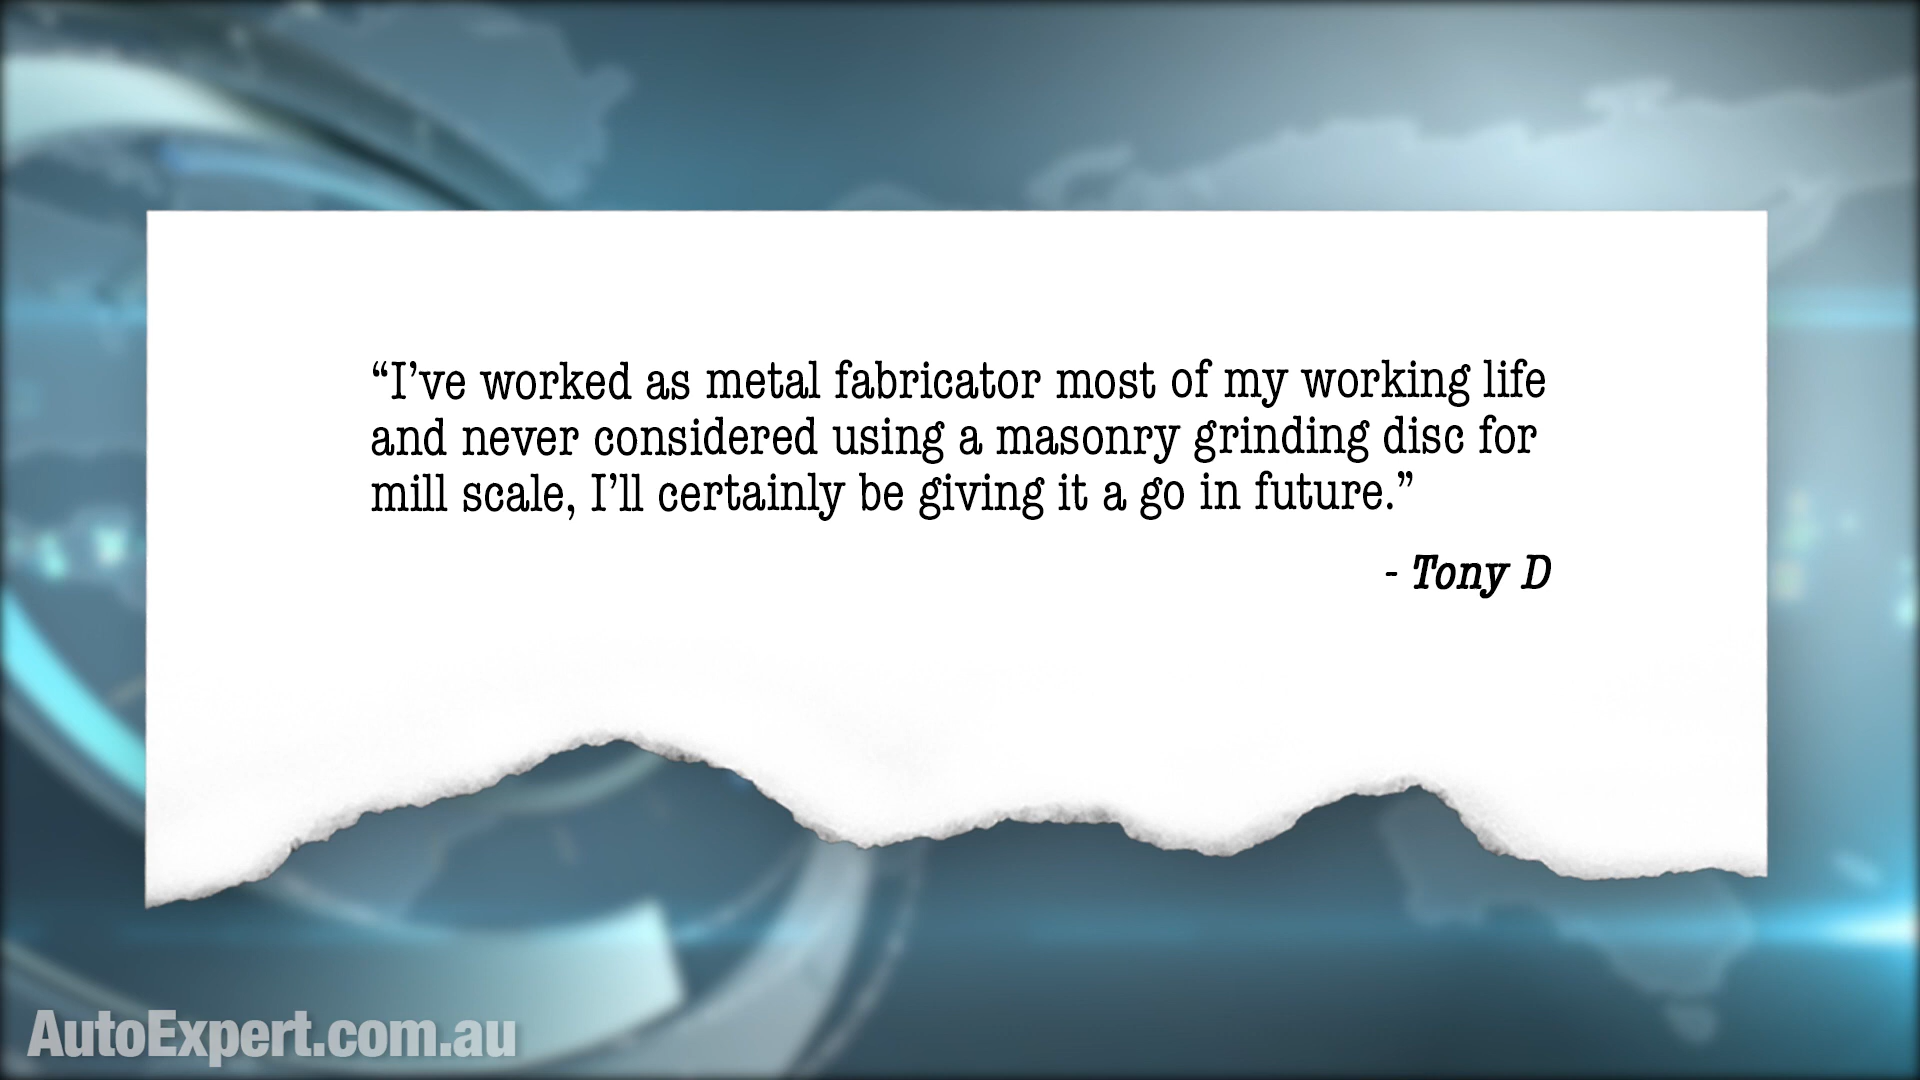 “I’ve worked as metal fabricator most of my working life
and never considered using a masonry grinding disc for
mill scale, I’ll certainly be giving it a go in future.”
- Tony D
AutoExpert.com.au